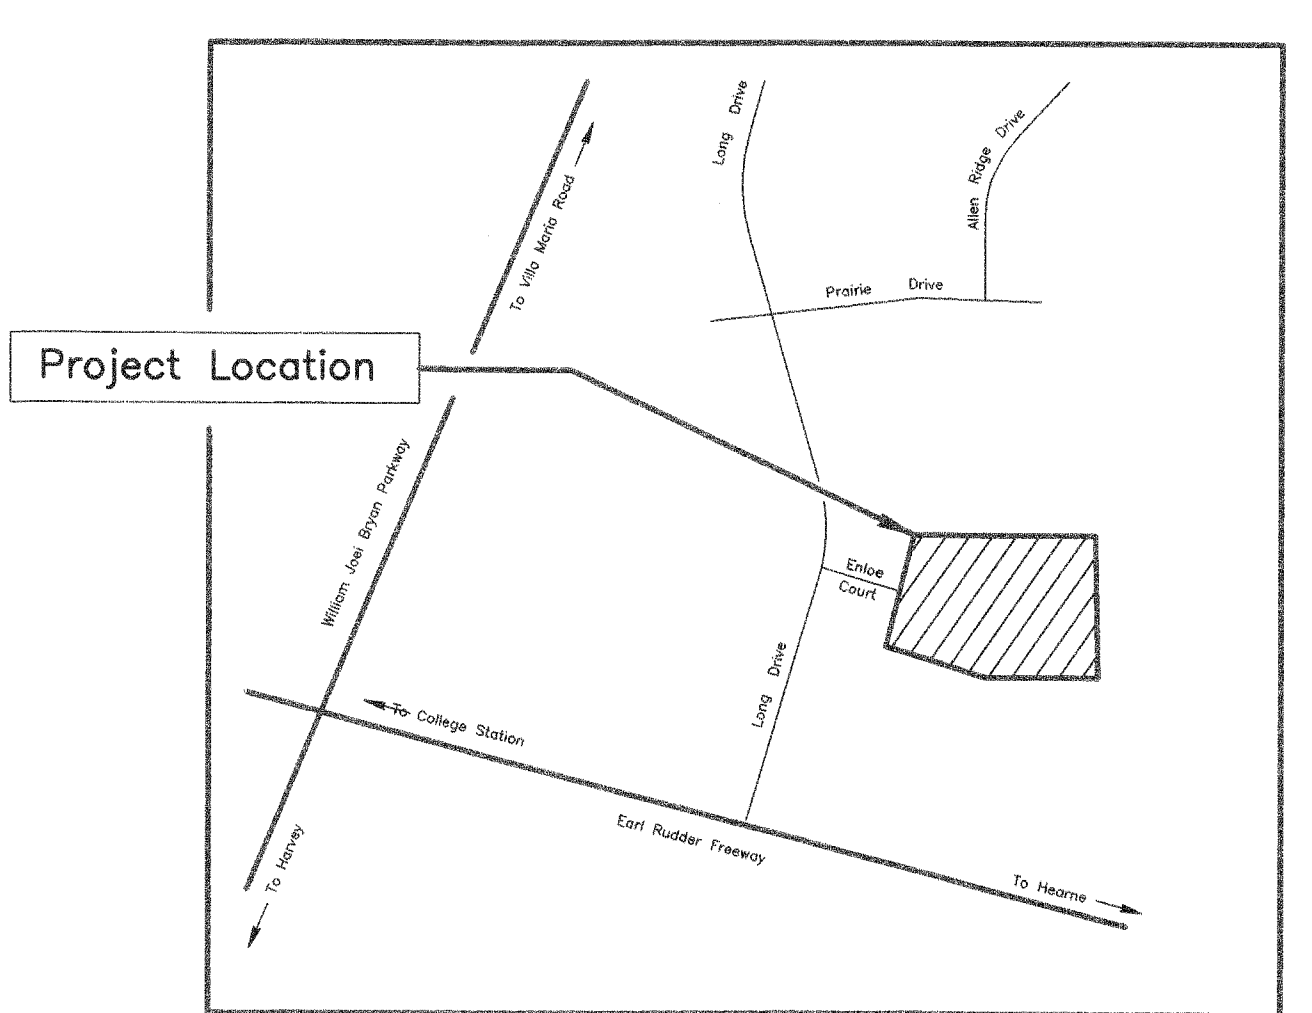 Long Drive
Allen Ridge Drive
To Villa Maria Road
Prairie Drive
Project Location
William Joel Bryan Parkway
Enloe
Court
Long Drive
To College Station
Earl Rudder Freeway
To Harvey
To Hearne